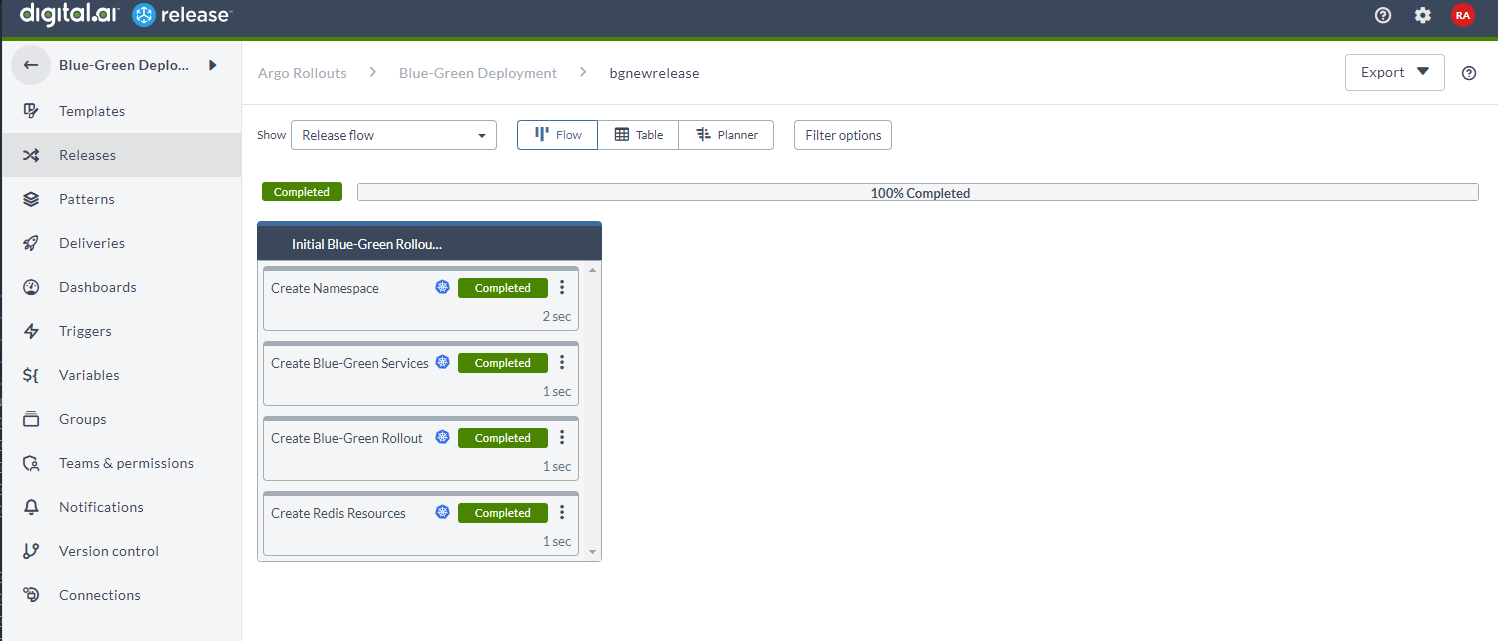 digital.ai release™
RA
Blue-Green Deplo...
Templates
Releases
Patterns
Deliveries
Dashboards
Triggers
${
Variables
Groups
Teams & permissions
Notifications
Version control
Connections
Argo Rollouts > Blue-Green Deployment > bgnewrelease
Export
Show Release flow Flow Table Planner Filter options
Completed 100% Completed
Initial Blue-Green Rollou...
Create Namespace Completed
2 sec
Create Blue-Green Services Completed
1 sec
Create Blue-Green Rollout Completed
1 sec
Create Redis Resources Completed
1 sec